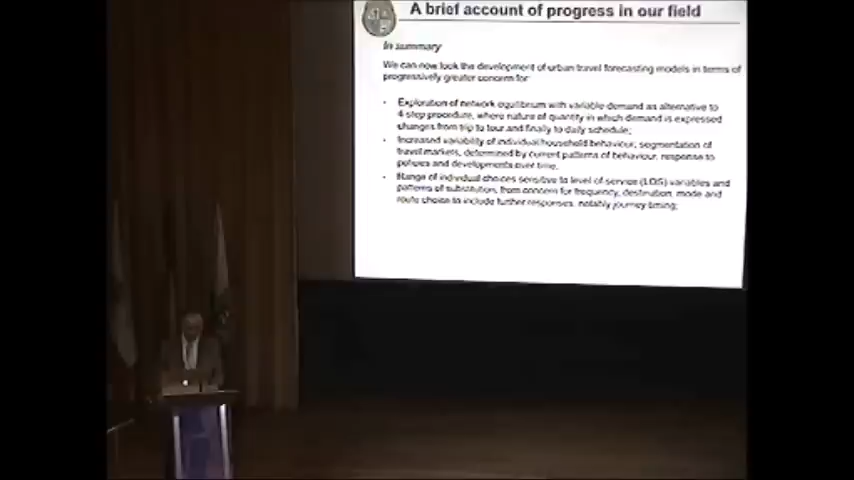 A brief account of progress in our field
In summary
We can now look the development of urban travel forecasting models in terms of
progressively greater concern for
• Exploration of network equilibrium with variable demand as alternative to
4-step procedure, where nature of quantity in which demand is expressed
changes from trip to tour and finally to daily schedule;
• Increased variability of individual household behaviour, segmentation of
travel markets, determined by current patterns of behaviour, response to
policies and developments over time;
• Range of individual choices sensitive to level of service (LOS) variables and
patterns of substitution, from concern for frequency, destination, mode and
route choice to include further responses, notably journey timing;